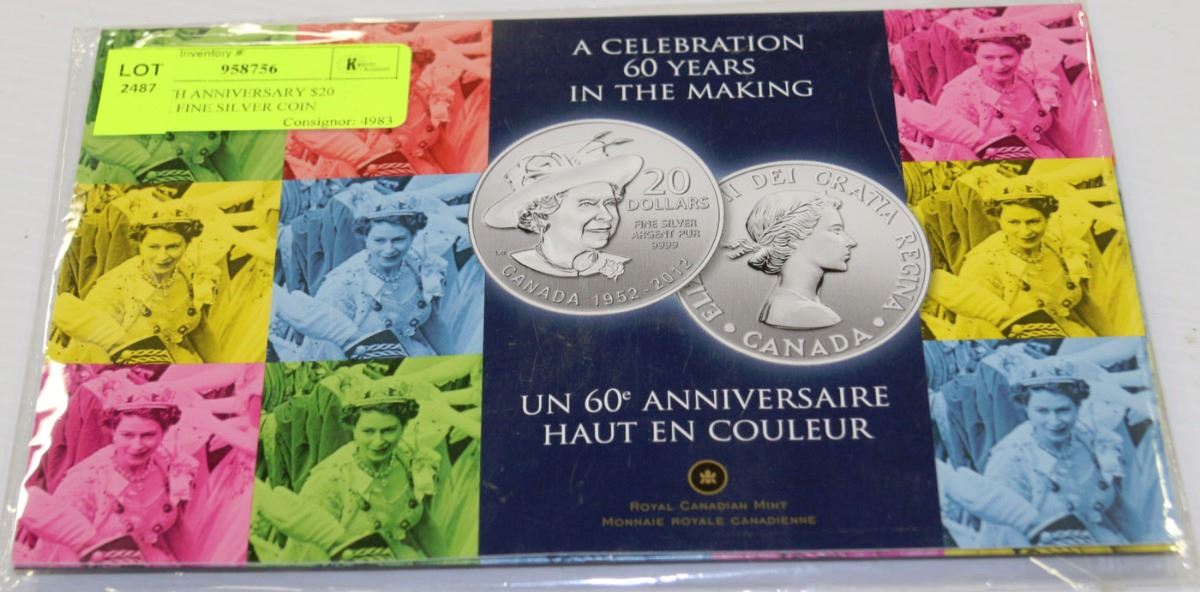 Inventory #
LOT 958756
2487
TH ANNIVERSARY $20
FINE SILVER COIN
Consignor: 4983
A CELEBRATION
60 YEARS
IN THE MAKING
20
DOLLARS
FINE SILVER
ARGENT PUR
9999
CANADA 1952-2012
II DEI GRATIA REGINA
CANADA
UN 60e ANNIVERSAIRE
HAUT EN COULEUR
ROYAL CANADIAN MINT
MONNAIE ROYALE CANADIENNE